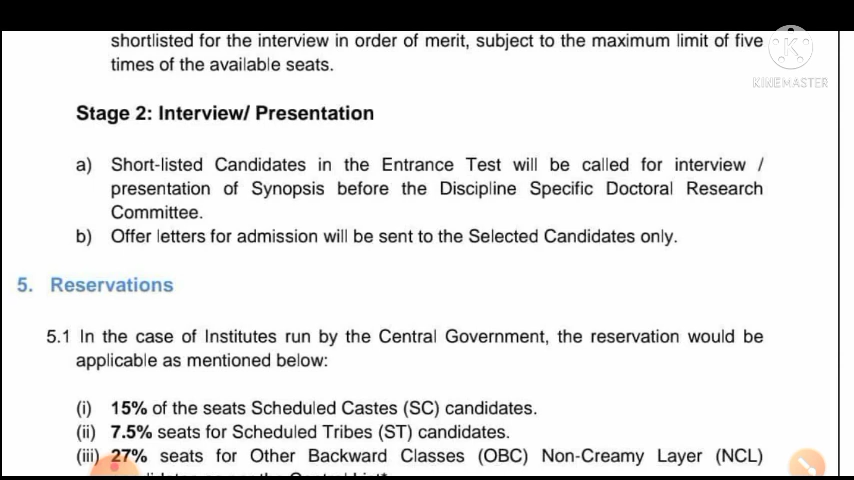 shortlisted for the interview in order of merit, subject to the maximum limit of five
times of the available seats.
KINEMASTER
Stage 2: Interview/ Presentation
a) Short-listed Candidates in the Entrance Test will be called for interview /
presentation of Synopsis before the Discipline Specific Doctoral Research
Committee.
b) Offer letters for admission will be sent to the Selected Candidates only.
5. Reservations
5.1 In the case of Institutes run by the Central Government, the reservation would be
applicable as mentioned below:
(i) 15% of the seats Scheduled Castes (SC) candidates.
(ii) 7.5% seats for Scheduled Tribes (ST) candidates.
(iii) 27% seats for Other Backward Classes (OBC) Non-Creamy Layer (NCL)